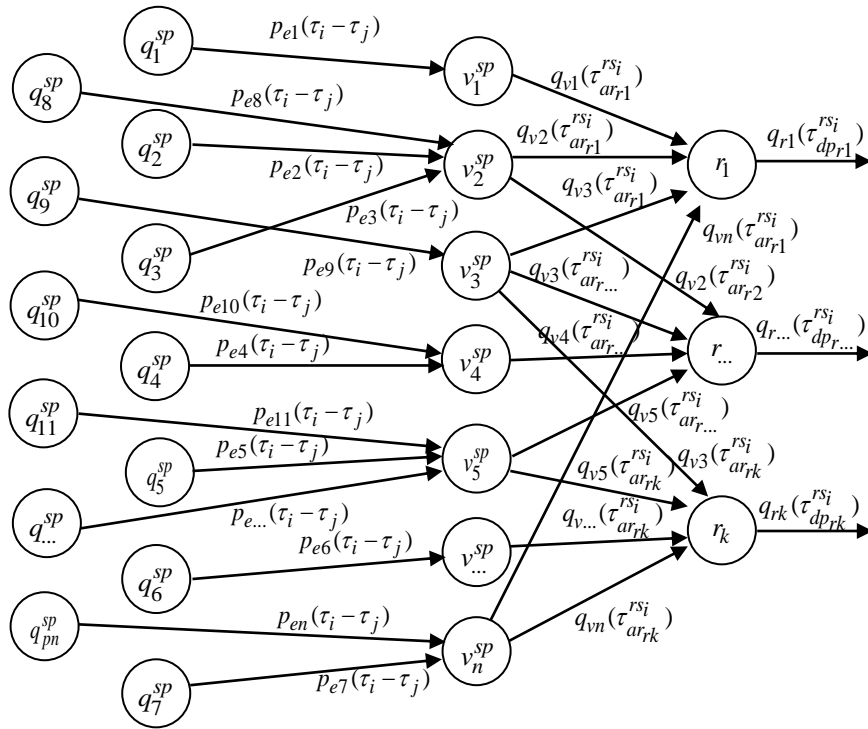 q_1^{sp}
p_{e1}(τ_i − τ_j)
v_1^{sp}
q_{v1}(τ_{ar_{r1}}^{rs_i})
q_8^{sp}
p_{e8}(τ_i − τ_j)
q_{v2}(τ_{ar_{r1}}^{rs_i})
q_{r1}(τ_{dp_{r1}}^{rs_i})
q_2^{sp}
p_{e2}(τ_i − τ_j)
v_2^{sp}
r_1
q_{v3}(τ_{ar_{r1}}^{rs_i})
q_9^{sp}
p_{e3}(τ_i − τ_j)
q_{vn}(τ_{ar_{r1}}^{rs_i})
q_3^{sp}
p_{e9}(τ_i − τ_j)
v_3^{sp}
q_{v3}(τ_{ar_{r...}}^{rs_i})
q_{v2}(τ_{ar_{r2}}^{rs_i})
q_{10}^{sp}
p_{e10}(τ_i − τ_j)
q_{v4}(τ_{ar_{r...}}^{rs_i})
q_{r...}(τ_{dp_{r...}}^{rs_i})
q_4^{sp}
p_{e4}(τ_i − τ_j)
v_4^{sp}
r_{...}
q_{11}^{sp}
p_{e11}(τ_i − τ_j)
q_{v5}(τ_{ar_{r...}}^{rs_i})
q_5^{sp}
p_{e5}(τ_i − τ_j)
v_5^{sp}
q_{v5}(τ_{ar_{rk}}^{rs_i})
q_{v3}(τ_{ar_{rk}}^{rs_i})
q_{...}^{sp}
p_{e...}(τ_i − τ_j)
q_{v...}(τ_{ar_{rk}}^{rs_i})
q_{rk}(τ_{dp_{rk}}^{rs_i})
r_k
q_6^{sp}
p_{e6}(τ_i − τ_j)
v_{...}^{sp}
q_{pn}^{sp}
p_{en}(τ_i − τ_j)
q_{vn}(τ_{ar_{rk}}^{rs_i})
v_n^{sp}
q_7^{sp}
p_{e7}(τ_i − τ_j)